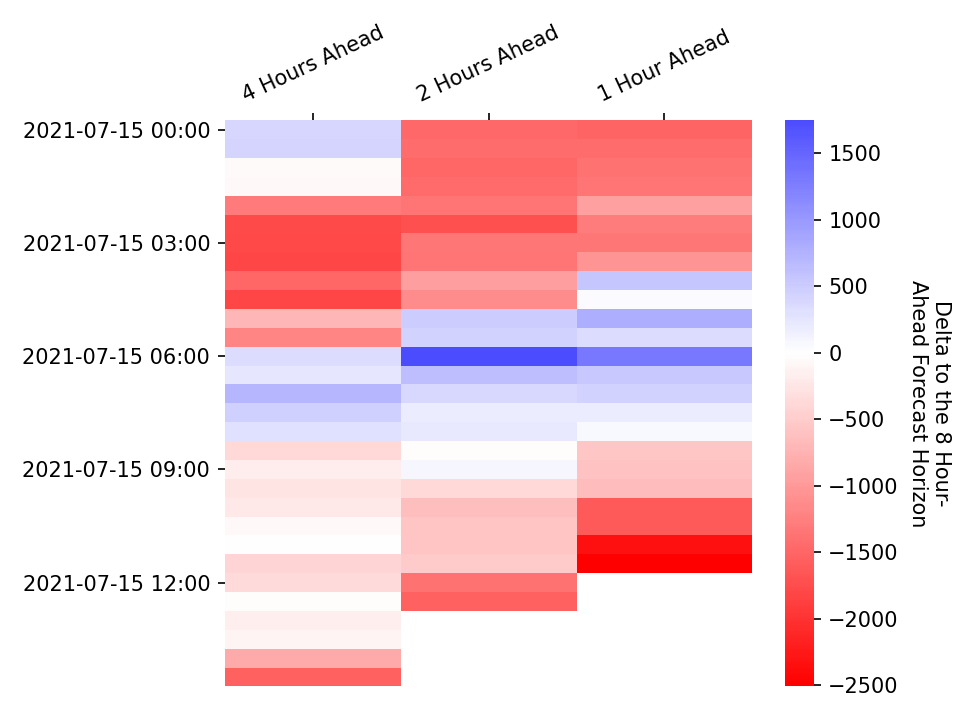 4 Hours Ahead
2 Hours Ahead
1 Hour Ahead
2021-07-15 00:00
2021-07-15 03:00
2021-07-15 06:00
2021-07-15 09:00
2021-07-15 12:00
1500
1000
500
0
−500
−1000
−1500
−2000
−2500
Delta to the 8 Hour-
Ahead Forecast Horizon